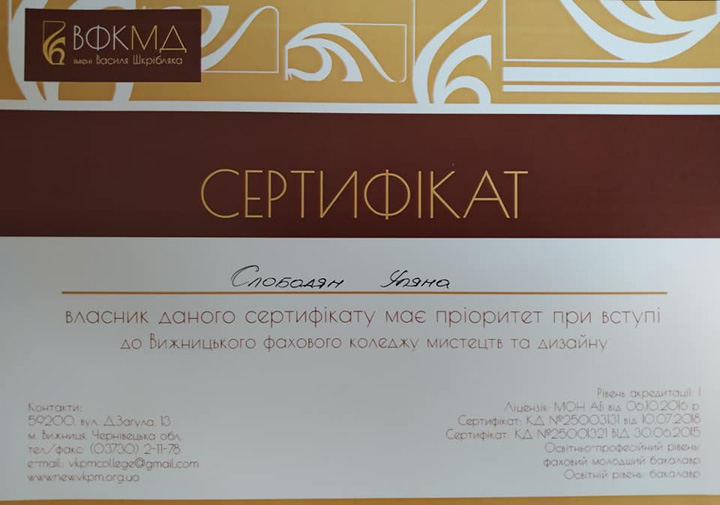 ВФКМД
імені Василя Шкрібляка
СЕРТИФІКАТ
Слободян Уляна
власник даного сертифікату має пріоритет при вступі
до Вижницького фахового коледжу мистецтв та дизайну
Контакти:
59200, вул. Д.Загула, 13
м. Вижниця, Чернівецька обл.
тел/факс: (03730) 2-11-78
e-mail: vkpmcollege@gmail.com
www.new.vkpm.org.ua
Рівень акредитації: І
Ліцензія: МОН АБ від 06.10.2016 р
Сертифікат: КД №25003131 від 10.07.2018
Сертифікат: КД №25001321 ВІД 30.06.2015
Освітньо-професійний рівень:
фаховий молодший бакалавр
Освітній рівень: бакалавр